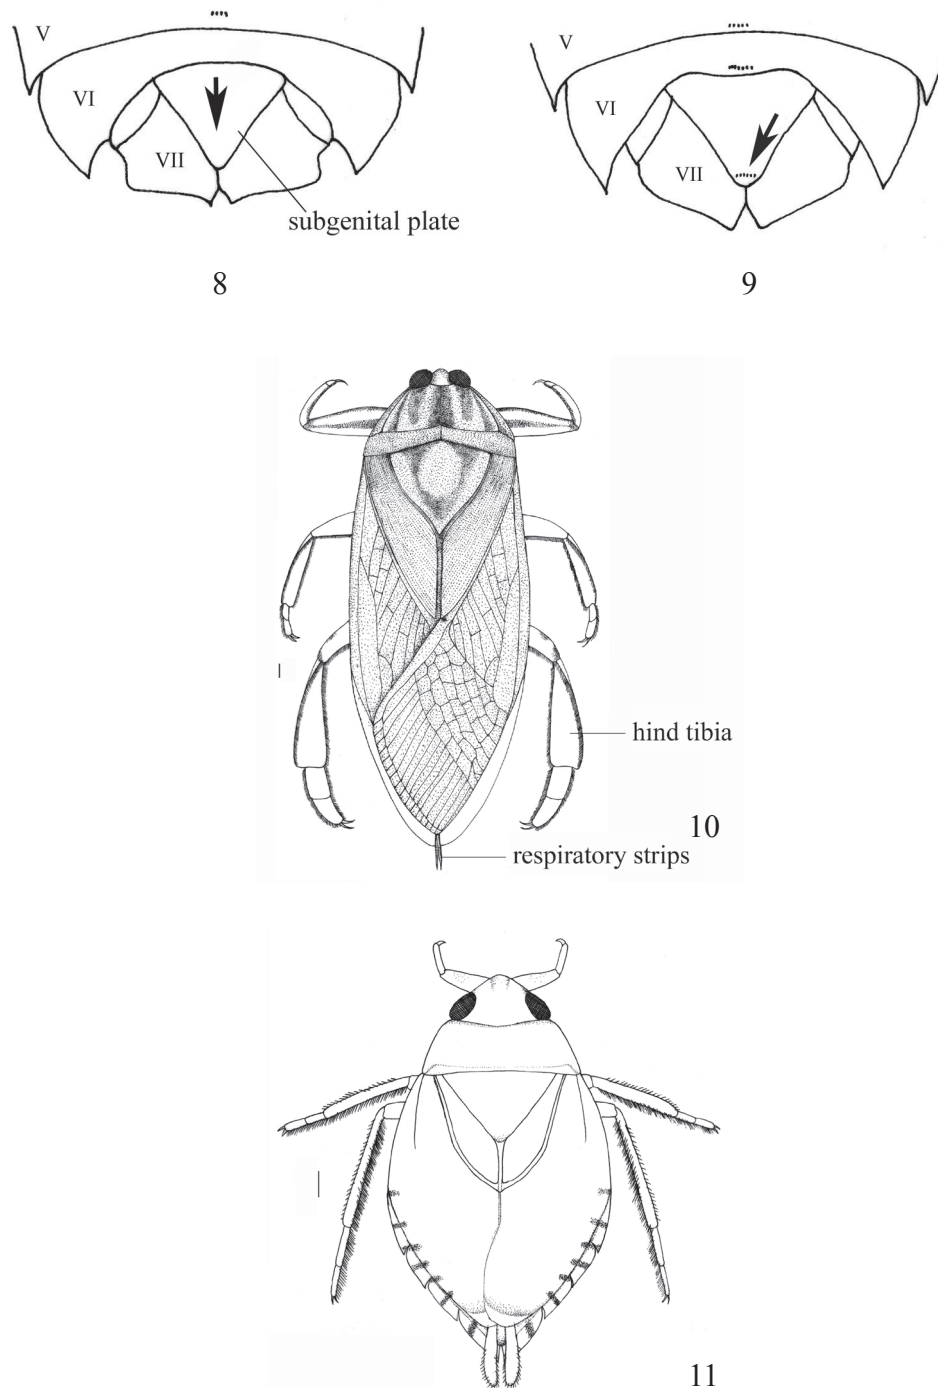 V
VI
VII
subgenital plate
8
V
VI
VII
9
hind tibia
10
respiratory strips
11